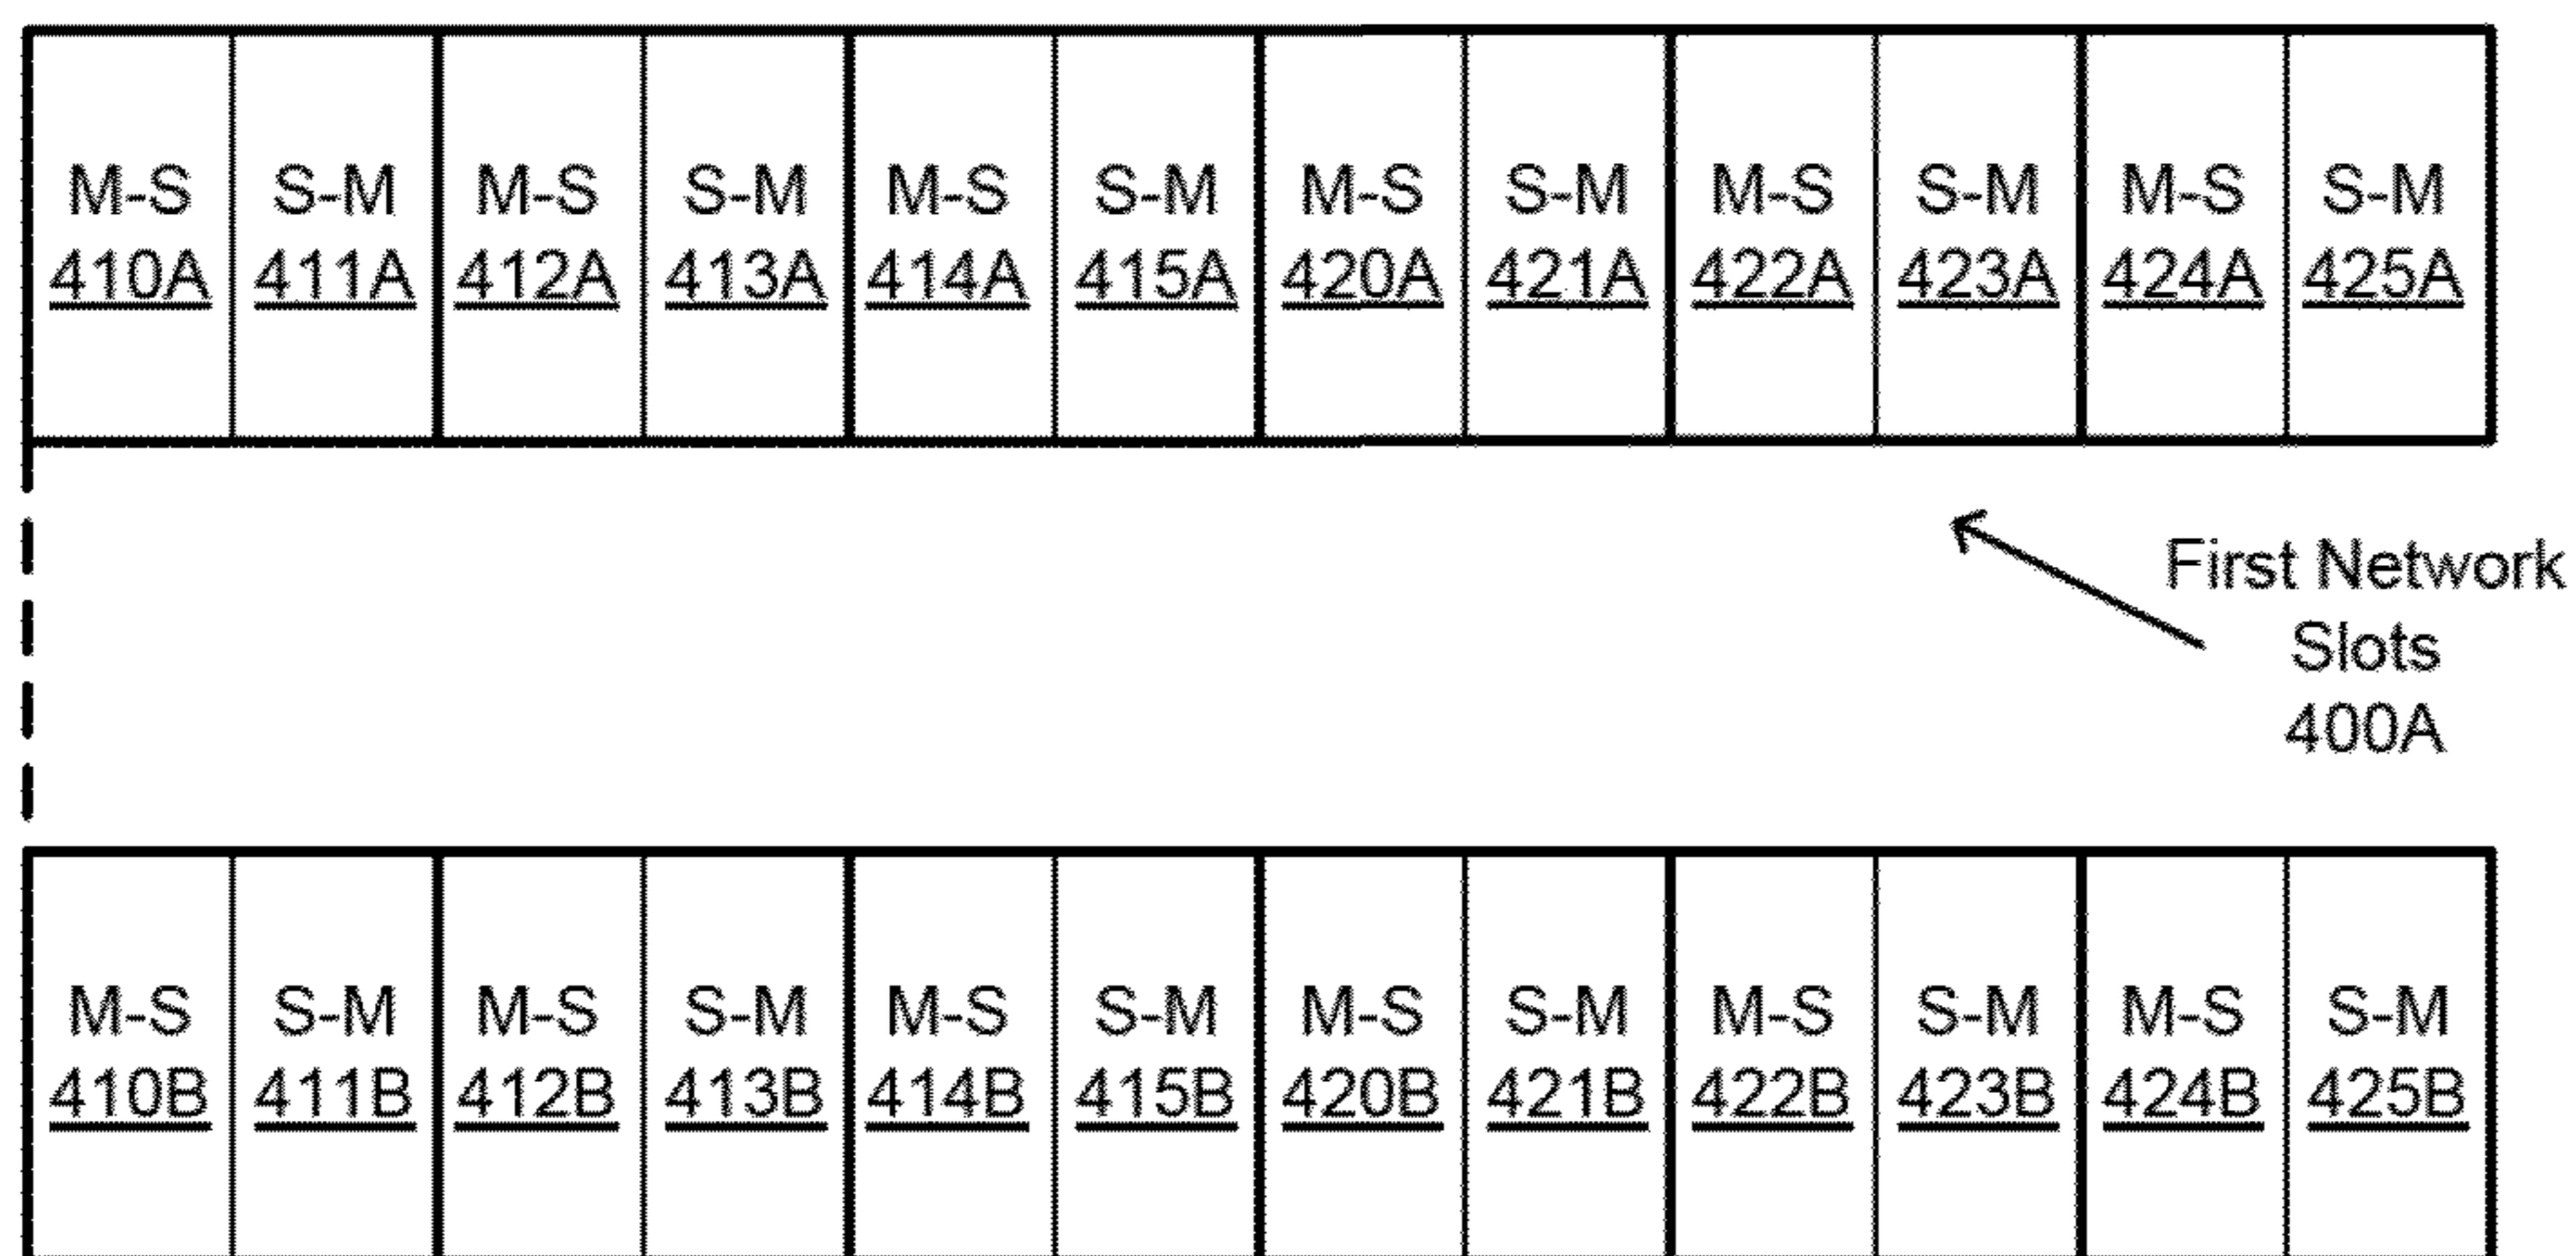 M-S S-M M-S S-M M-S S-M M-S S-M M-S S-M M-S S-M
410A 411A 412A 413A 414A 415A 420A 421A 422A 423A 424A 425A
First Network
Slots
400A
M-S S-M M-S S-M M-S S-M M-S S-M M-S S-M M-S S-M
410B 411B 412B 413B 414B 415B 420B 421B 422B 423B 424B 425B